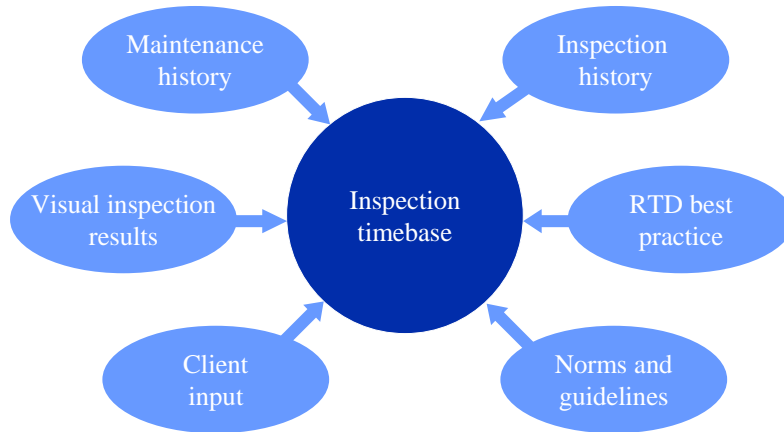 Maintenance
history
Inspection
history
Visual inspection
results
Inspection
timebase
RTD best
practice
Client
input
Norms and
guidelines